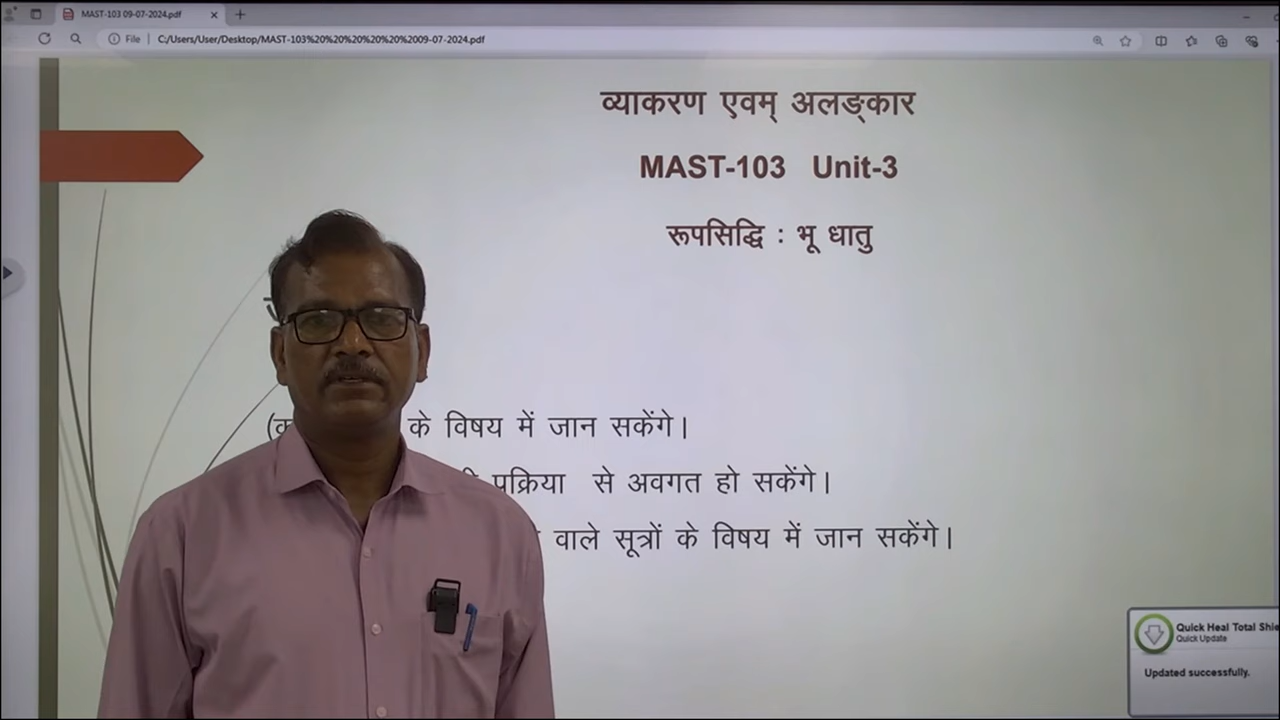 MAST-103 09-07-2024.pdf
File
C:/Users/User/Desktop/MAST-103%20%20%20%20%20%2009-07-2024.pdf
व्याकरण एवम् अलङ्कार
MAST-103 Unit-3
रूपसिद्धि : भू धातु
के विषय में जान सकेंगे।
प्रक्रिया से अवगत हो सकेंगे।
वाले सूत्रों के विषय में जान सकेंगे।
Quick Heal Total
Quick Update
Updated successfully.